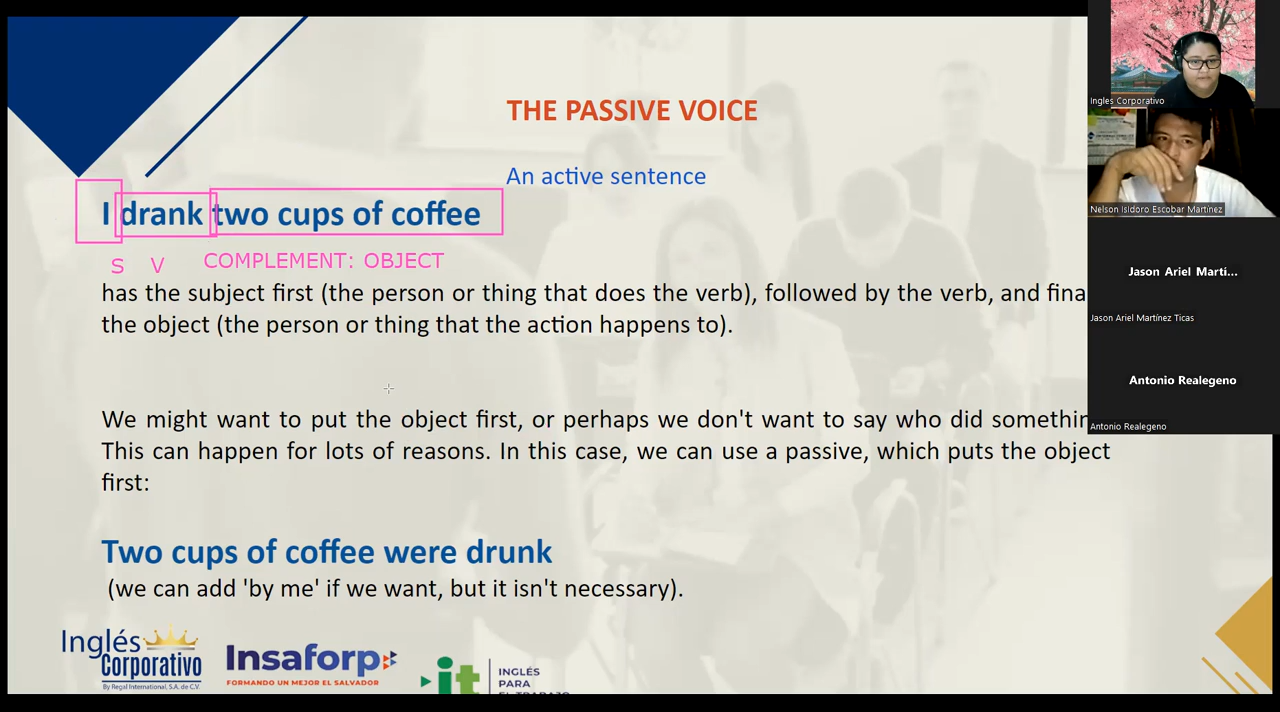 THE PASSIVE VOICE
An active sentence
I drank two cups of coffee
S V COMPLEMENT: OBJECT
has the subject first (the person or thing that does the verb), followed by the verb, and fina
the object (the person or thing that the action happens to).
We might want to put the object first, or perhaps we don't want to say who did somethin
This can happen for lots of reasons. In this case, we can use a passive, which puts the object
first:
Two cups of coffee were drunk
(we can add 'by me' if we want, but it isn't necessary).
Inglés
Corporativo
By Regal International, S.A. de C.V.
Insaforp
FORMANDO UN MEJOR EL SALVADOR
it
INGLÉS
PARA
EL TRABAJO
Ingles Corporativo
Nelson Isidoro Escobar Martínez
Jason Ariel Martí...
Jason Ariel Martínez Ticas
Antonio Realegeno
Antonio Realegeno